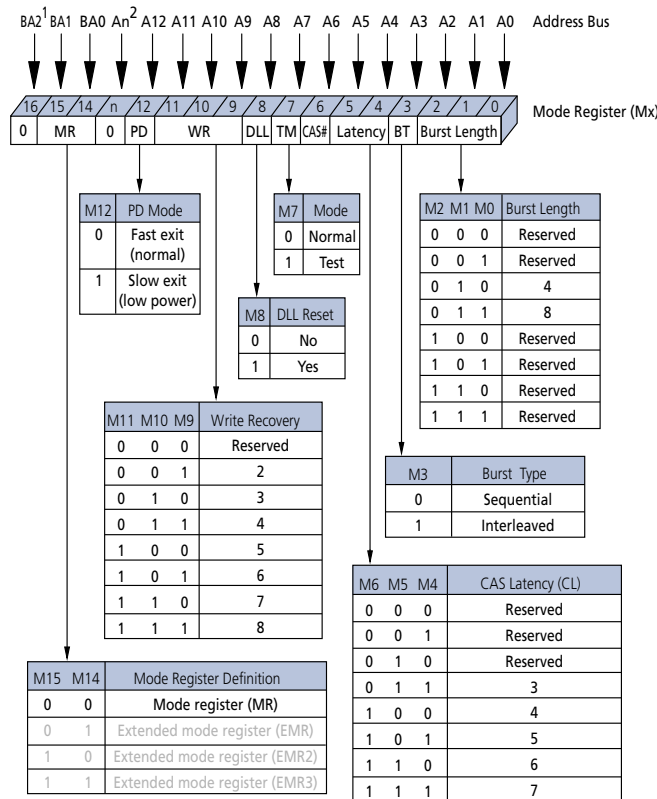 BA2¹ BA1 BA0 An² A12 A11 A10 A9 A8 A7 A6 A5 A4 A3 A2 A1 A0 Address Bus
16 15 14 n 12 11 10 9 8 7 6 5 4 3 2 1 0
Mode Register (Mx)
0 MR 0 PD WR DLL TM CAS# Latency BT Burst Length
M12 PD Mode
0 Fast exit
(normal)
1 Slow exit
(low power)
M7 Mode
0 Normal
1 Test
M2 M1 M0 Burst Length
0 0 0 Reserved
0 0 1 Reserved
0 1 0 4
0 1 1 8
1 0 0 Reserved
1 0 1 Reserved
1 1 0 Reserved
1 1 1 Reserved
M8 DLL Reset
0 No
1 Yes
M11 M10 M9 Write Recovery
0 0 0 Reserved
0 0 1 2
0 1 0 3
0 1 1 4
1 0 0 5
1 0 1 6
1 1 0 7
1 1 1 8
M3 Burst Type
0 Sequential
1 Interleaved
M6 M5 M4 CAS Latency (CL)
0 0 0 Reserved
0 0 1 Reserved
0 1 0 Reserved
0 1 1 3
1 0 0 4
1 0 1 5
1 1 0 6
1 1 1 7
M15 M14 Mode Register Definition
0 0 Mode register (MR)
0 1 Extended mode register (EMR)
1 0 Extended mode register (EMR2)
1 1 Extended mode register (EMR3)